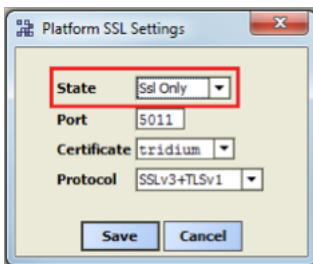 Platform SSL Settings
State Ssl Only
Port 5011
Certificate tridium
Protocol SSLv3+TLSv1
Save Cancel